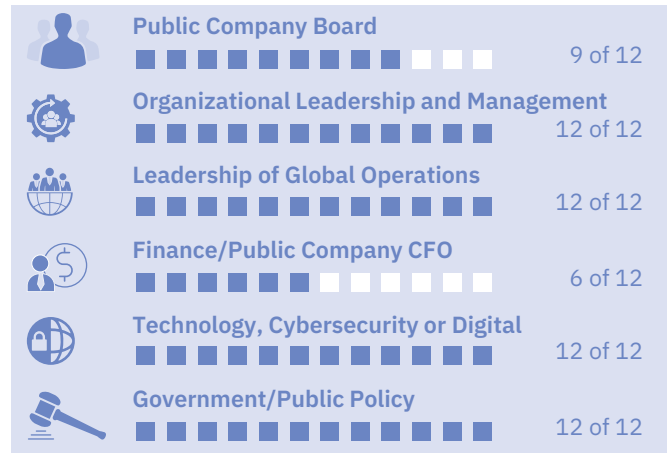 Public Company Board
9 of 12
Organizational Leadership and Management
12 of 12
Leadership of Global Operations
12 of 12
Finance/Public Company CFO
6 of 12
Technology, Cybersecurity or Digital
12 of 12
Government/Public Policy
12 of 12